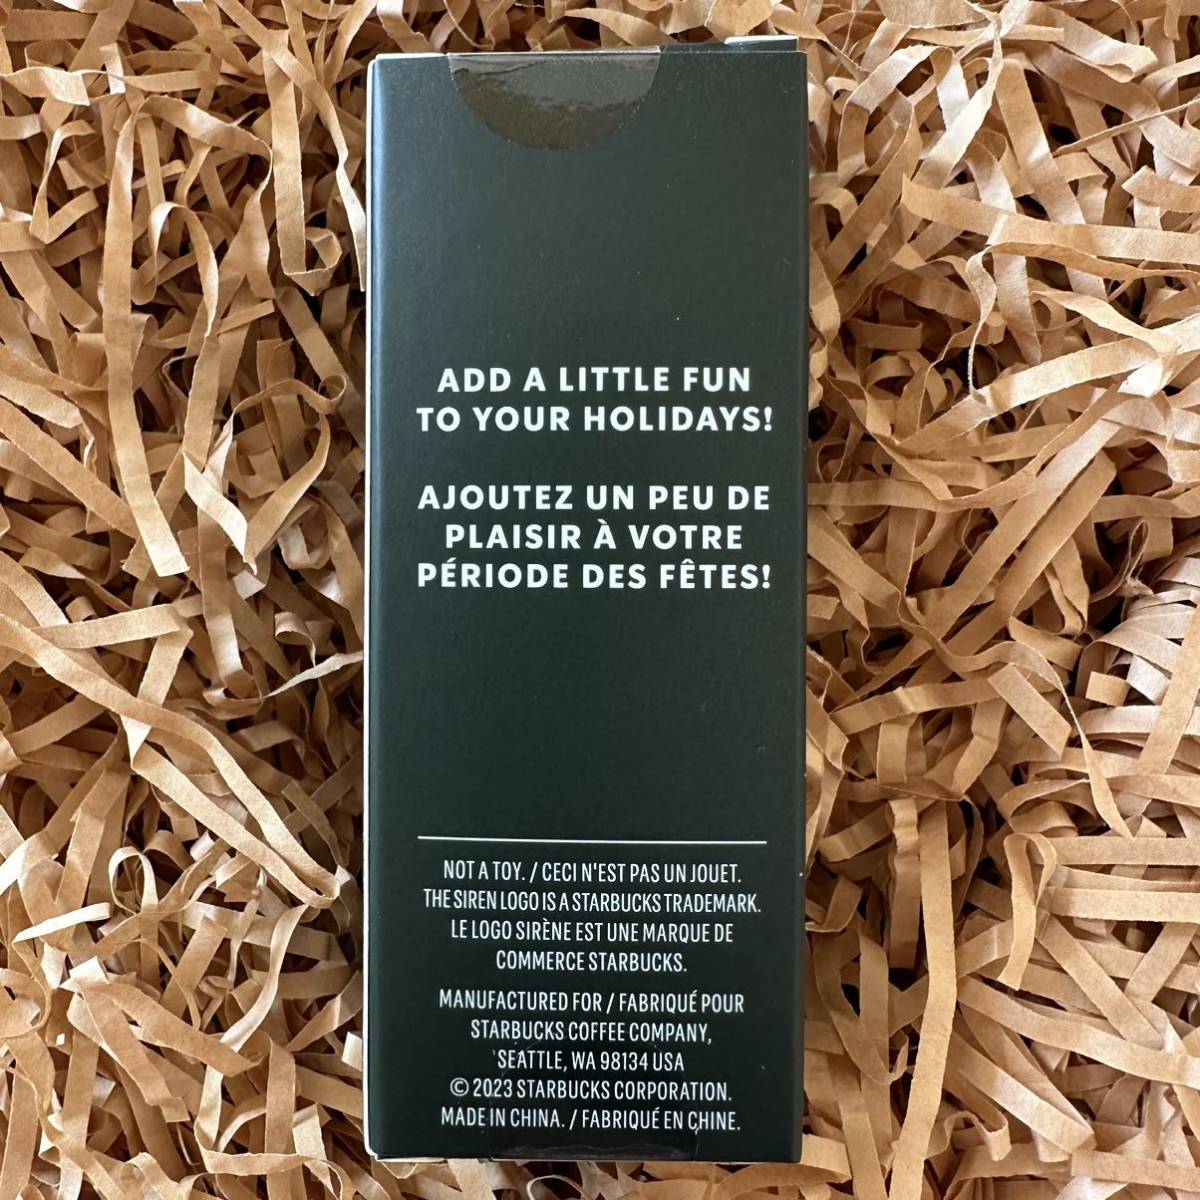 ADD A LITTLE FUN
TO YOUR HOLIDAYS!
AJOUTEZ UN PEU DE
PLAISIR À VOTRE
PÉRIODE DES FÊTES!
NOT A TOY. / CECI N'EST PAS UN JOUET.
THE SIREN LOGO IS A STARBUCKS TRADEMARK.
LE LOGO SIRÈNE EST UNE MARQUE DE
COMMERCE STARBUCKS.
MANUFACTURED FOR / FABRIQUÉ POUR
STARBUCKS COFFEE COMPANY,
SEATTLE, WA 98134 USA
© 2023 STARBUCKS CORPORATION.
MADE IN CHINA. / FABRIQUÉ EN CHINE.